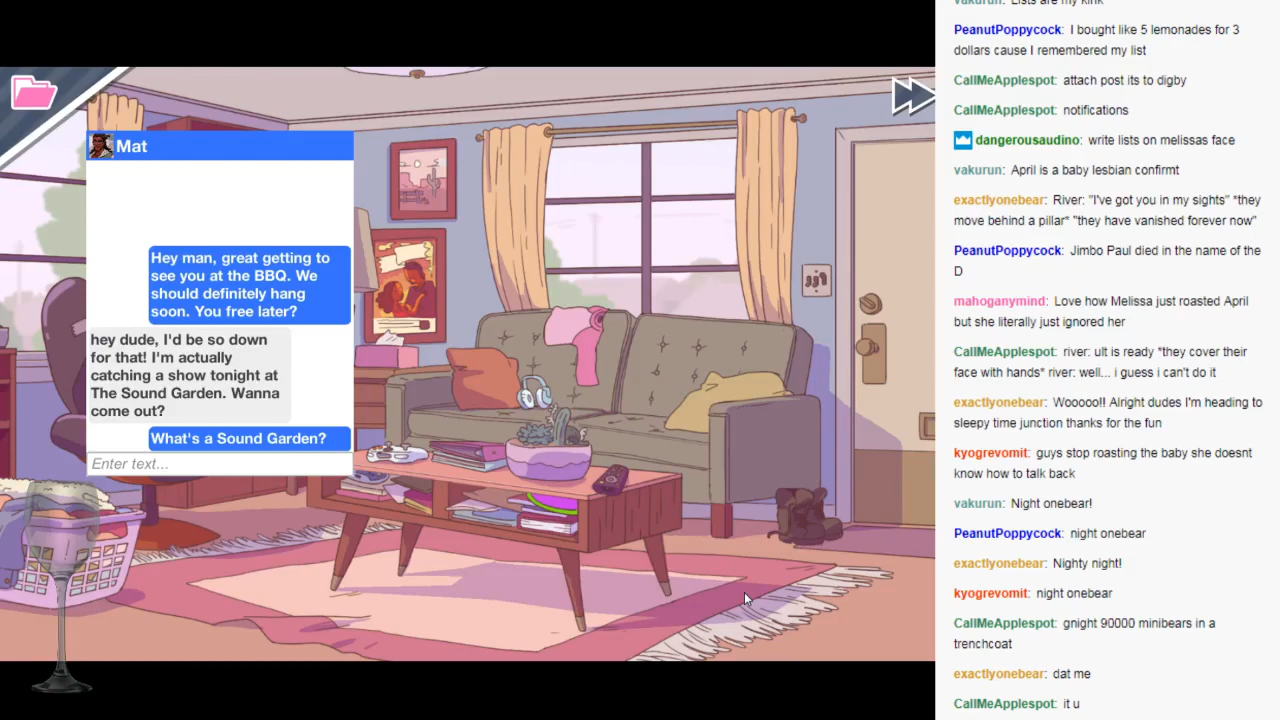 Mat
Hey man, great getting to
see you at the BBQ. We
should definitely hang
soon. You free later?
hey dude, I'd be so down
for that! I'm actually
catching a show tonight at
The Sound Garden. Wanna
come out?
What's a Sound Garden?
Enter text...
vakurun: Lists are my kink
PeanutPoppycock: I bought like 5 lemonades for 3
dollars cause I remembered my list
CallMeApplespot: attach post its to digby
CallMeApplespot: notifications
dangerousaudino: write lists on melissas face
vakurun: April is a baby lesbian confirmt
exactlyonebear: River: "I've got you in my sights" *they
move behind a pillar* "they have vanished forever now"
PeanutPoppycock: Jimbo Paul died in the name of the
D
mahoganymind: Love how Melissa just roasted April
but she literally just ignored her
CallMeApplespot: river: ult is ready *they cover their
face with hands* river: well... i guess i can't do it
exactlyonebear: Wooooo!! Alright dudes I'm heading to
sleepy time junction thanks for the fun
kyogrevomit: guys stop roasting the baby she doesnt
know how to talk back
vakurun: Night onebear!
PeanutPoppycock: night onebear
exactlyonebear: Nighty night!
kyogrevomit: night onebear
CallMeApplespot: gnight 90000 minibears in a
trenchcoat
exactlyonebear: dat me
CallMeApplespot: it u